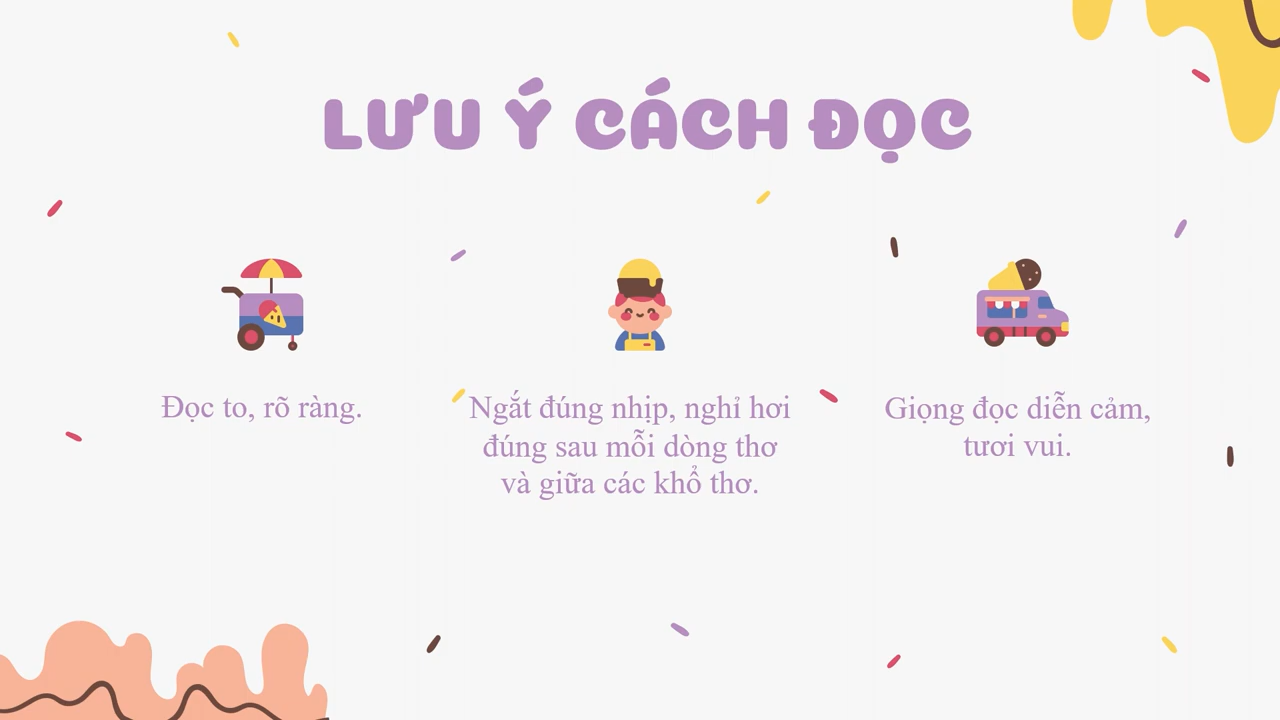 LƯU Ý CÁCH ĐỌC
Đọc to, rõ ràng.
Ngắt đúng nhịp, nghỉ hơi
đúng sau mỗi dòng thơ
và giữa các khổ thơ.
Giọng đọc diễn cảm,
tươi vui.